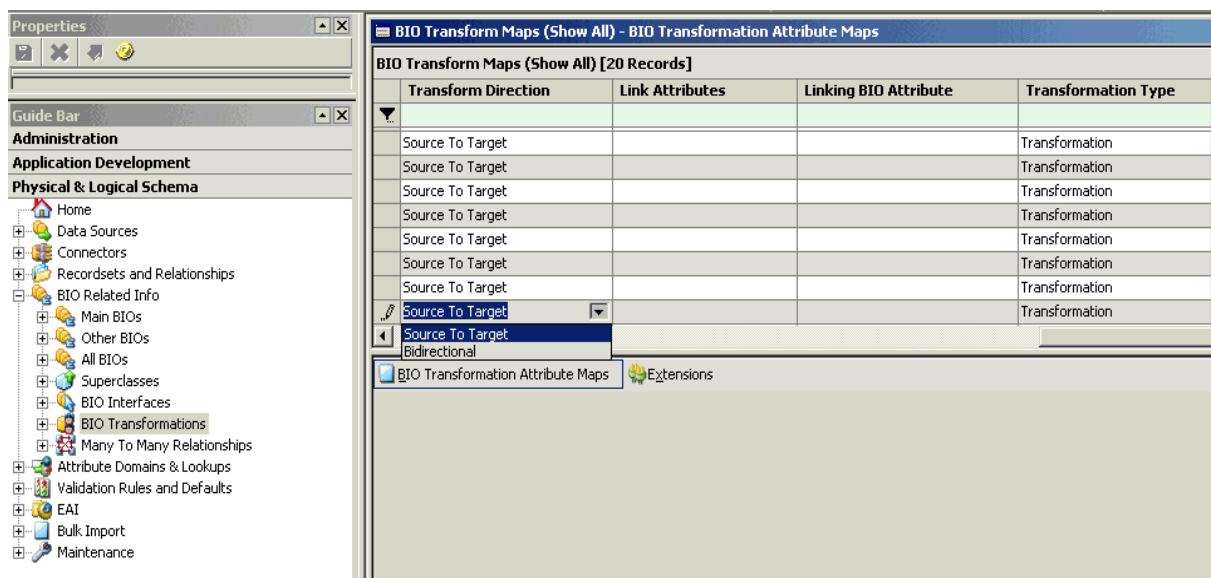 Properties
Guide Bar
Administration
Application Development
Physical & Logical Schema
Home
Data Sources
Connectors
Recordsets and Relationships
BIO Related Info
Main BIOs
Other BIOs
All BIOs
Superclasses
BIO Interfaces
BIO Transformations
Many To Many Relationships
Attribute Domains & Lookups
Validation Rules and Defaults
EAI
Bulk Import
Maintenance
BIO Transform Maps (Show All) - BIO Transformation Attribute Maps
BIO Transform Maps (Show All) [20 Records]
Transform Direction Link Attributes Linking BIO Attribute Transformation Type
Source To Target Transformation
Source To Target Transformation
Source To Target Transformation
Source To Target Transformation
Source To Target Transformation
Source To Target Transformation
Source To Target Transformation
Source To Target Transformation
Source To Target
Bidirectional
BIO Transformation Attribute Maps Extensions